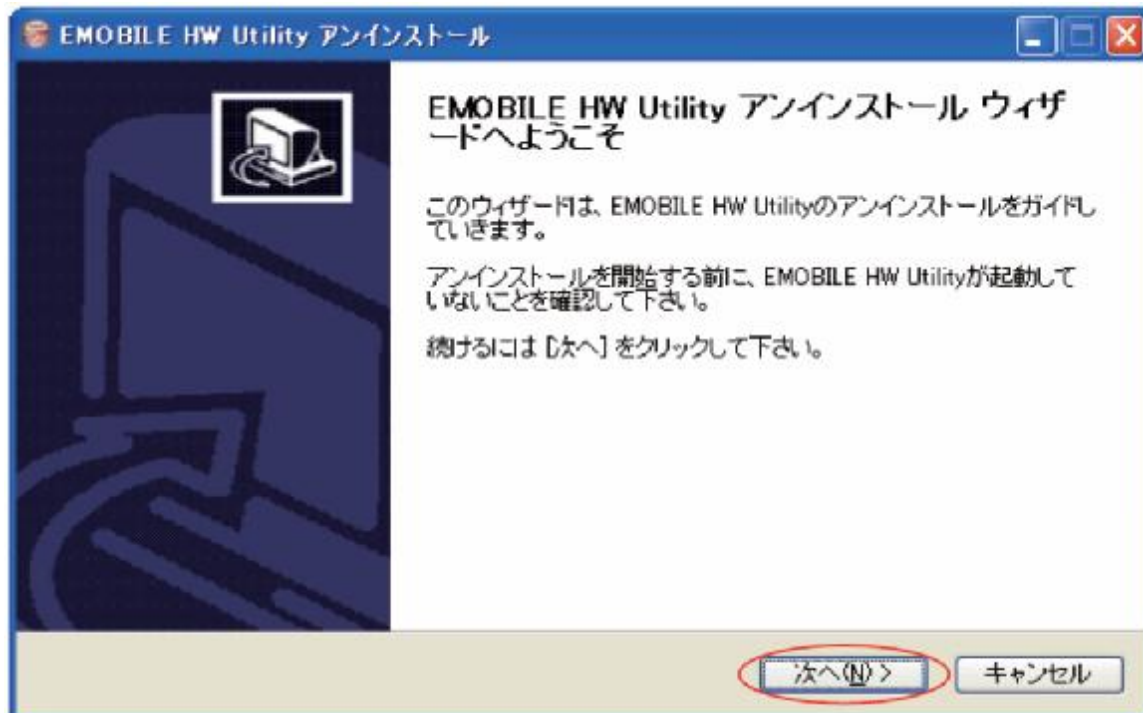 EMOBILE HW Utility アンインストール
EMOBILE HW Utility アンインストール ウィザ
ードへようこそ
このウィザードは、EMOBILE HW Utilityのアンインストールをガイドし
ていきます。
アンインストールを開始する前に、EMOBILE HW Utilityが起動して
いないことを確認して下さい。
続けるには [次へ] をクリックして下さい。
次へ(N) >
キャンセル